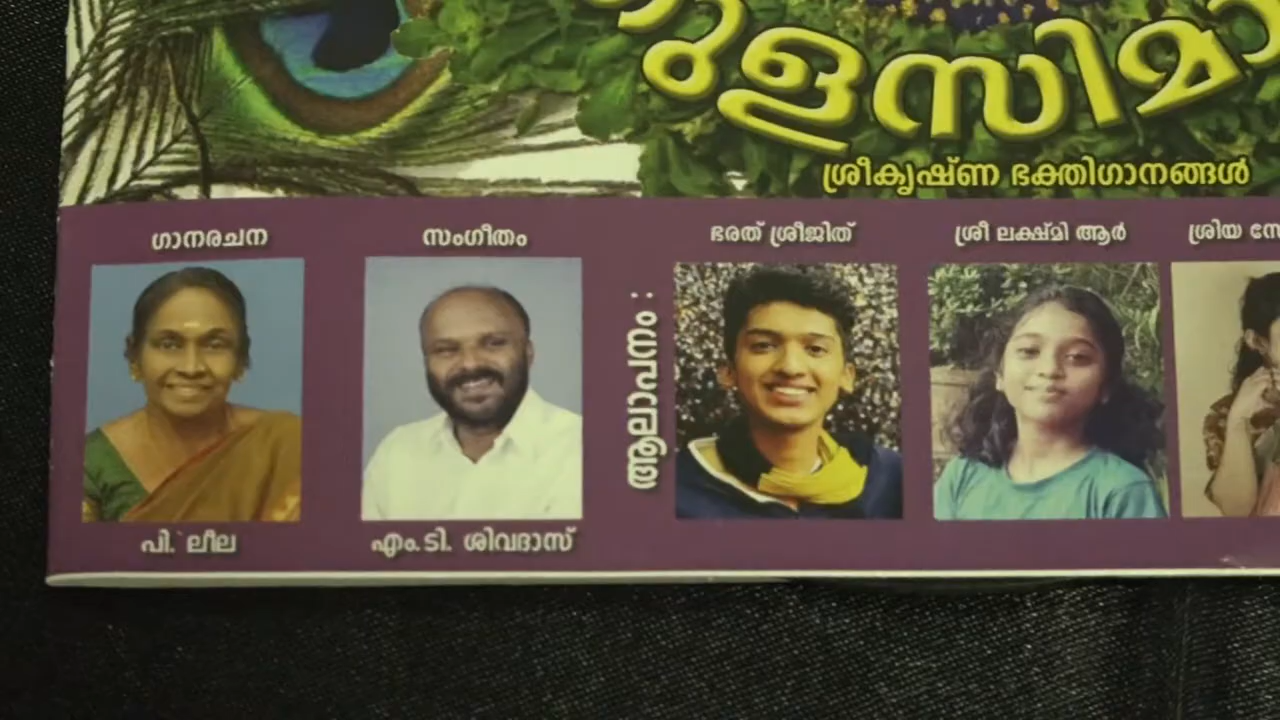 ളസിമാ
ശ്രീകൃഷ്ണ ഭക്തിഗാനങ്ങൾ
ഗാനരചന
സംഗീതം
ഭരത് ശ്രീജിത്
ശ്രീ ലക്ഷ്മി ആർ
ശ്രിയ
ആലാപനം :
പി. ലീല
എം.ടി. ശിവദാസ്